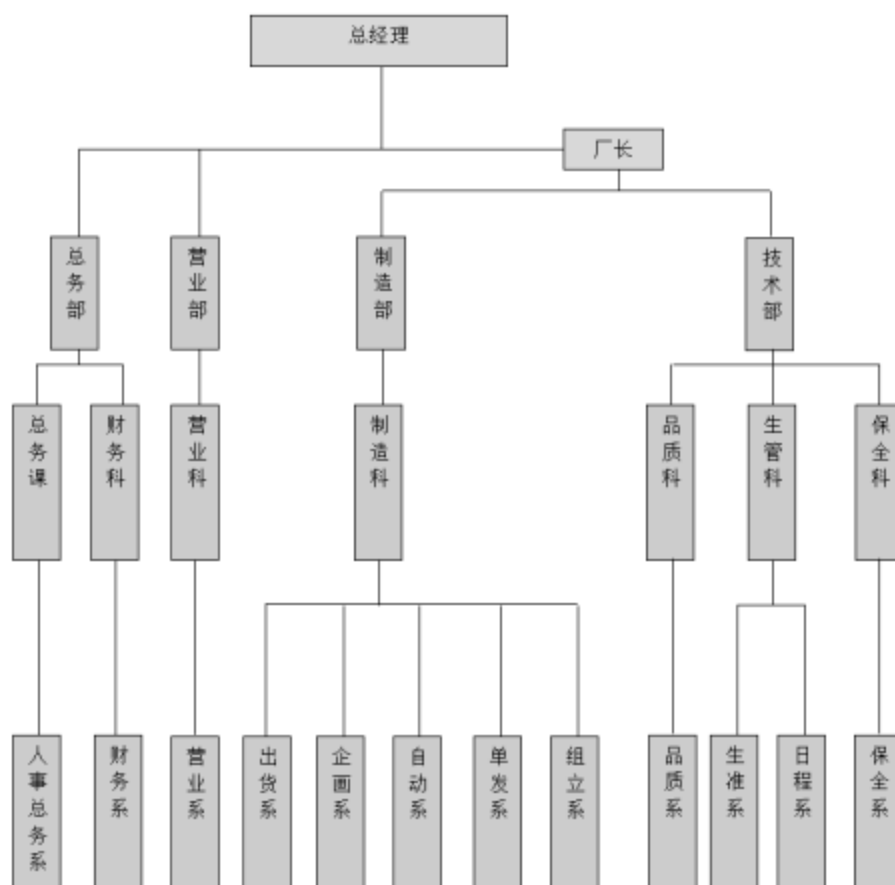 总经理
厂长
总务部
营业部
制造部
技术部
总务课
财务科
营业科
制造科
品质科
生管科
保全科
人事总务系
财务系
营业系
出货系
企画系
自动系
单发系
组立系
品质系
生准系
日程系
保全系